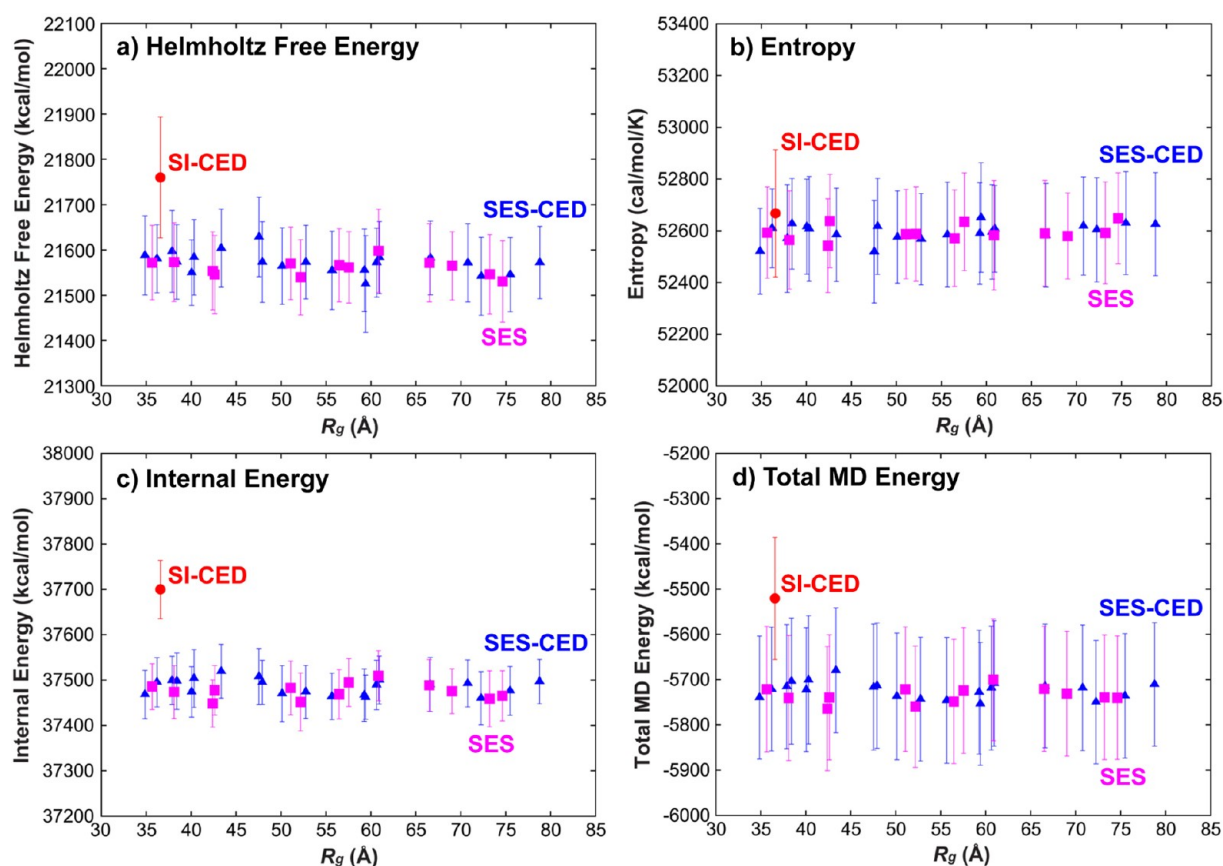 a) Helmholtz Free Energy
Helmholtz Free Energy (kcal/mol)
22100
22000
21900
21800
21700
21600
21500
21400
21300
SI-CED
SES-CED
SES
30 35 40 45 50 55 60 65 70 75 80 85
Rg (Å)
b) Entropy
Entropy (cal/mol/K)
53400
53200
53000
52800
52600
52400
52200
52000
SI-CED
SES-CED
SES
30 35 40 45 50 55 60 65 70 75 80 85
Rg (Å)
c) Internal Energy
Internal Energy (kcal/mol)
38000
37900
37800
37700
37600
37500
37400
37300
37200
SI-CED
SES-CED
SES
30 35 40 45 50 55 60 65 70 75 80 85
Rg (Å)
d) Total MD Energy
Total MD Energy (kcal/mol)
-5200
-5300
-5400
-5500
-5600
-5700
-5800
-5900
-6000
SI-CED
SES-CED
SES
30 35 40 45 50 55 60 65 70 75 80 85
Rg (Å)